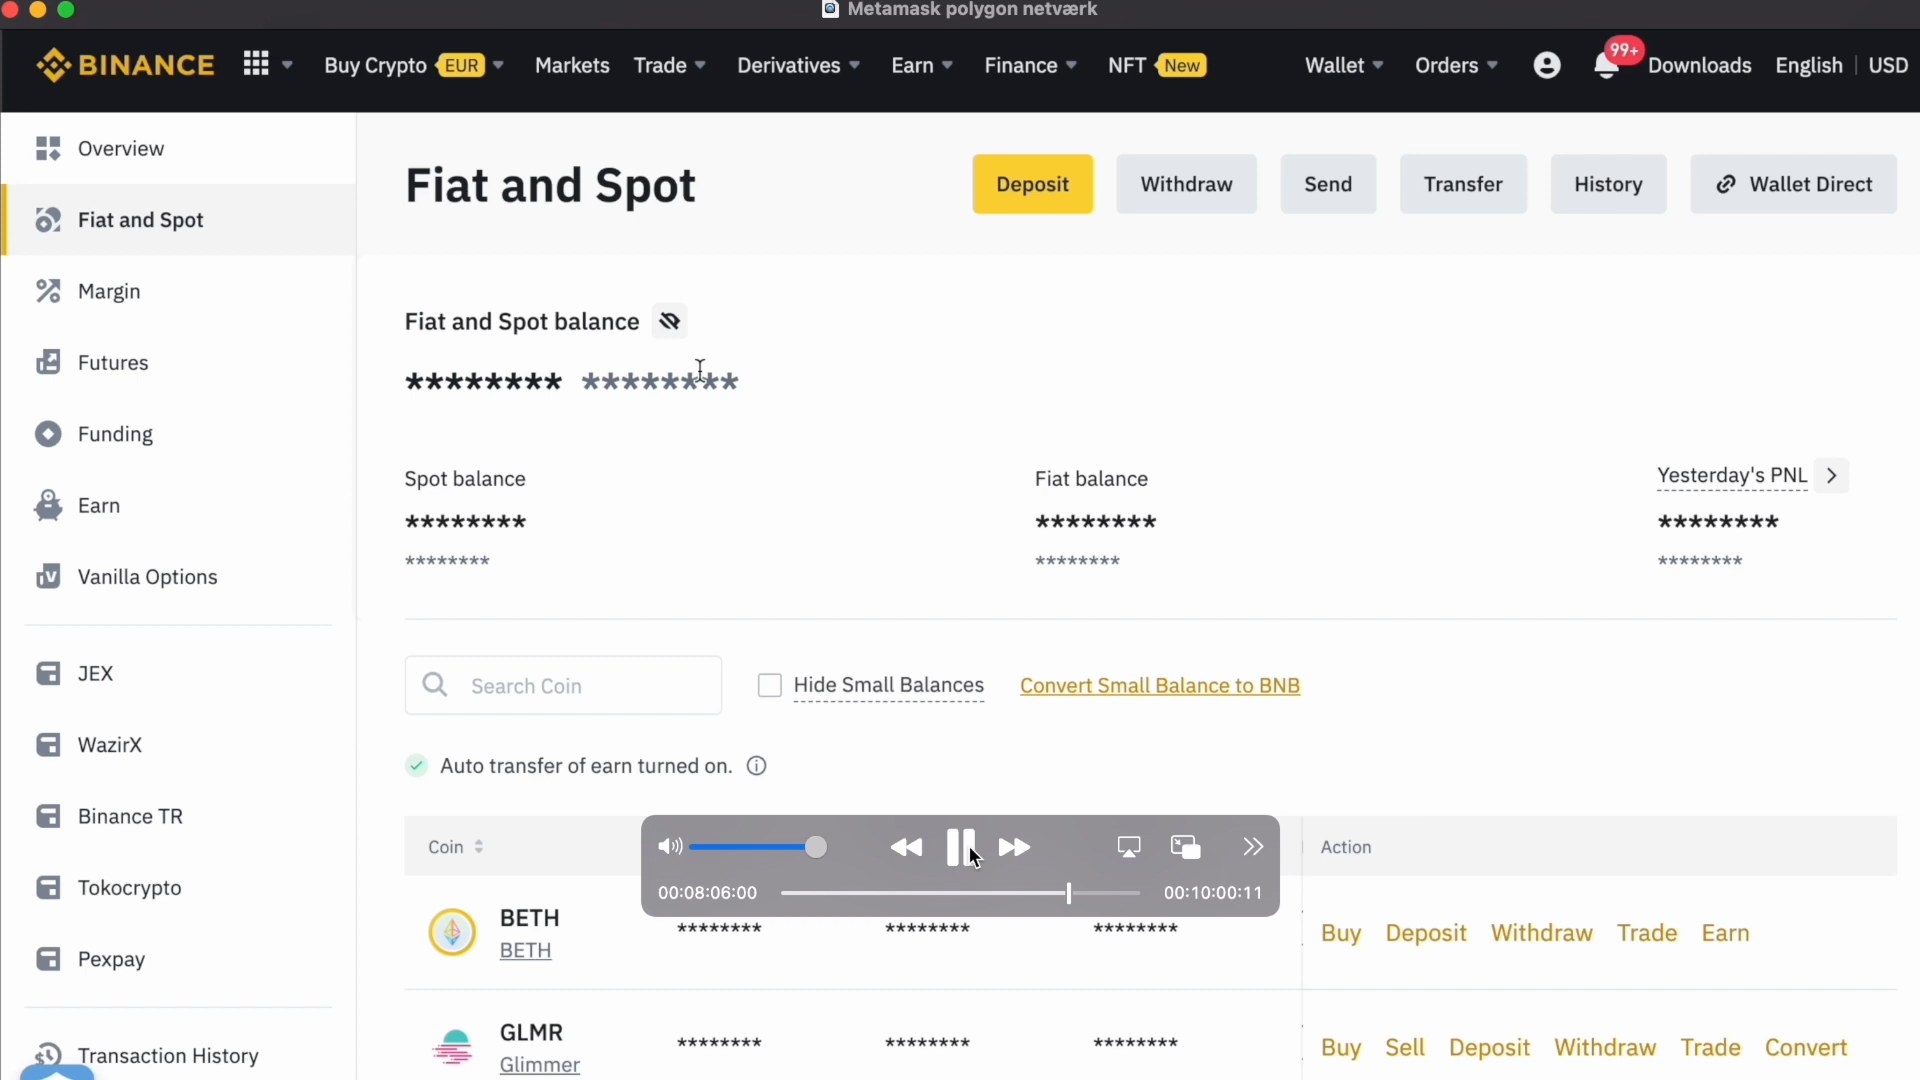 Metamask polygon netværk
BINANCE Buy Crypto EUR Markets Trade Derivatives Earn Finance NFT New Wallet Orders 99+ Downloads English USD
Overview
Fiat and Spot
Margin
Futures
Funding
Earn
Vanilla Options
JEX
WazirX
Binance TR
Tokocrypto
Pexpay
Transaction History
Fiat and Spot
Deposit Withdraw Send Transfer History Wallet Direct
Fiat and Spot balance
******** ********
Spot balance Fiat balance Yesterday's PNL
******** ******** ********
******** ******** ********
Search Coin Hide Small Balances Convert Small Balance to BNB
Auto transfer of earn turned on.
Coin Action
00:08:06:00 00:10:00:11
BETH
BETH
******** ******** ******** Buy Deposit Withdraw Trade Earn
GLMR
Glimmer
******** ******** ******** Buy Sell Deposit Withdraw Trade Convert